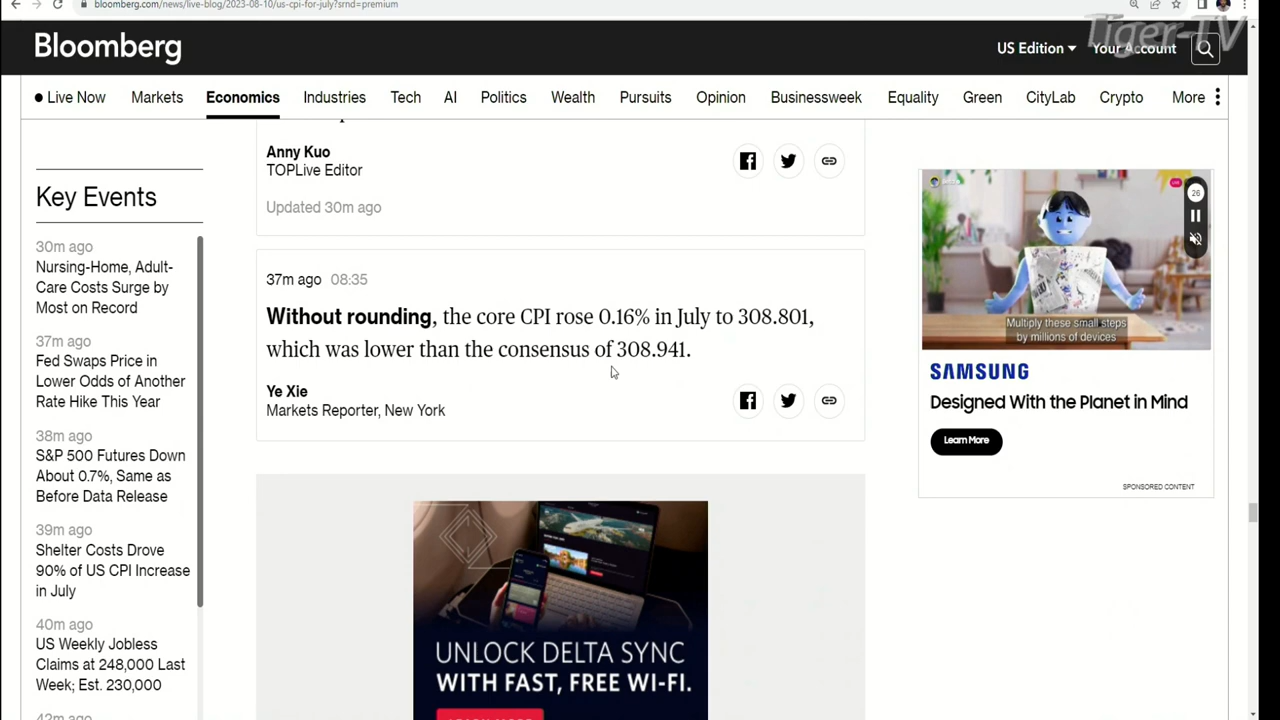 bloomberg.com/news/live-blog/2023-08-10/us-cpi-for-july?srnd=premium
Tiger-TV
Bloomberg
US Edition
Your Account
Live Now
Markets
Economics
Industries
Tech
AI
Politics
Wealth
Pursuits
Opinion
Businessweek
Equality
Green
CityLab
Crypto
More
Key Events
30m ago
Nursing-Home, Adult-
Care Costs Surge by
Most on Record
37m ago
Fed Swaps Price in
Lower Odds of Another
Rate Hike This Year
38m ago
S&P 500 Futures Down
About 0.7%, Same as
Before Data Release
39m ago
Shelter Costs Drove
90% of US CPI Increase
in July
40m ago
US Weekly Jobless
Claims at 248,000 Last
Week; Est. 230,000
42m ago
Anny Kuo
TOPLive Editor
Updated 30m ago
37m ago 08:35
Without rounding, the core CPI rose 0.16% in July to 308.801,
which was lower than the consensus of 308.941.
Ye Xie
Markets Reporter, New York
UNLOCK DELTA SYNC
WITH FAST, FREE WI-FI.
LEARN MORE
LIVE
26
Multiply these small steps
by millions of devices
SAMSUNG
Designed With the Planet in Mind
Learn More
SPONSORED CONTENT